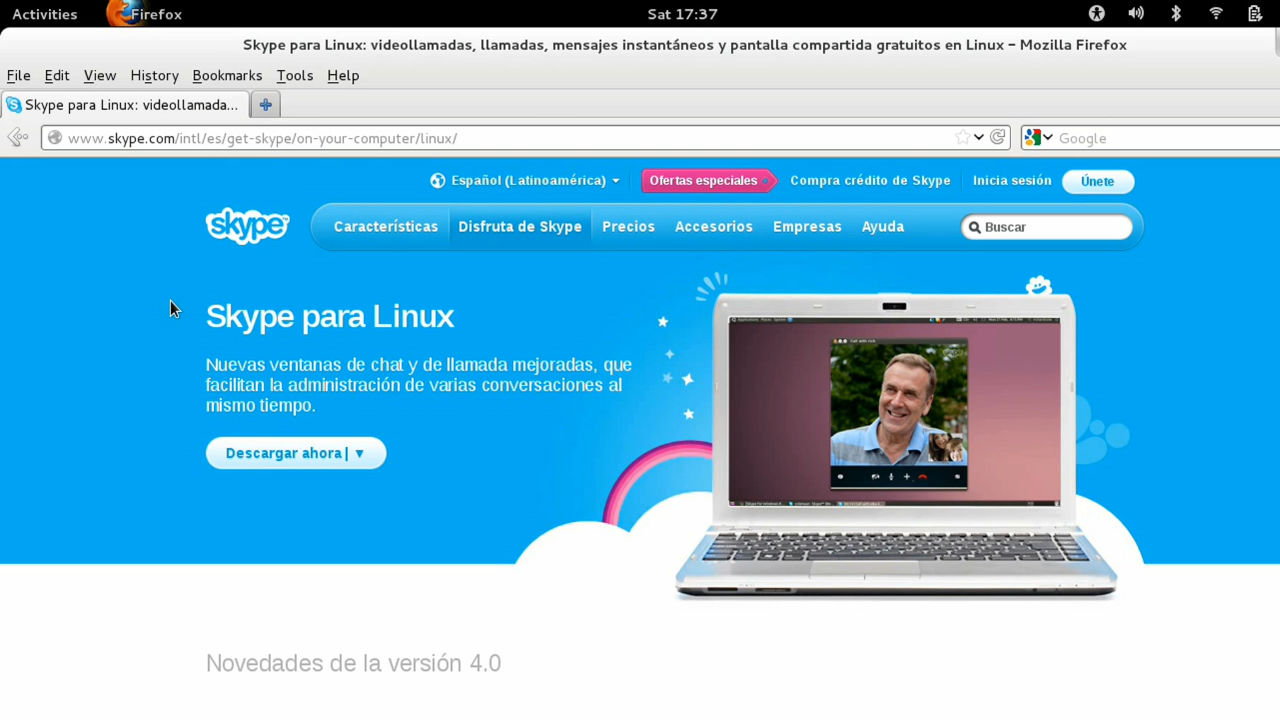 Activities Firefox Sat 17:37
Skype para Linux: videollamadas, llamadas, mensajes instantáneos y pantalla compartida gratuitos en Linux – Mozilla Firefox
File Edit View History Bookmarks Tools Help
Skype para Linux: videollamada...
www.skype.com/intl/es/get-skype/on-your-computer/linux/ Google
Español (Latinoamérica) Ofertas especiales Compra crédito de Skype Inicia sesión Únete
skype Características Disfruta de Skype Precios Accesorios Empresas Ayuda Buscar
Skype para Linux
Nuevas ventanas de chat y de llamada mejoradas, que
facilitan la administración de varias conversaciones al
mismo tiempo.
Descargar ahora| ▼
Novedades de la versión 4.0